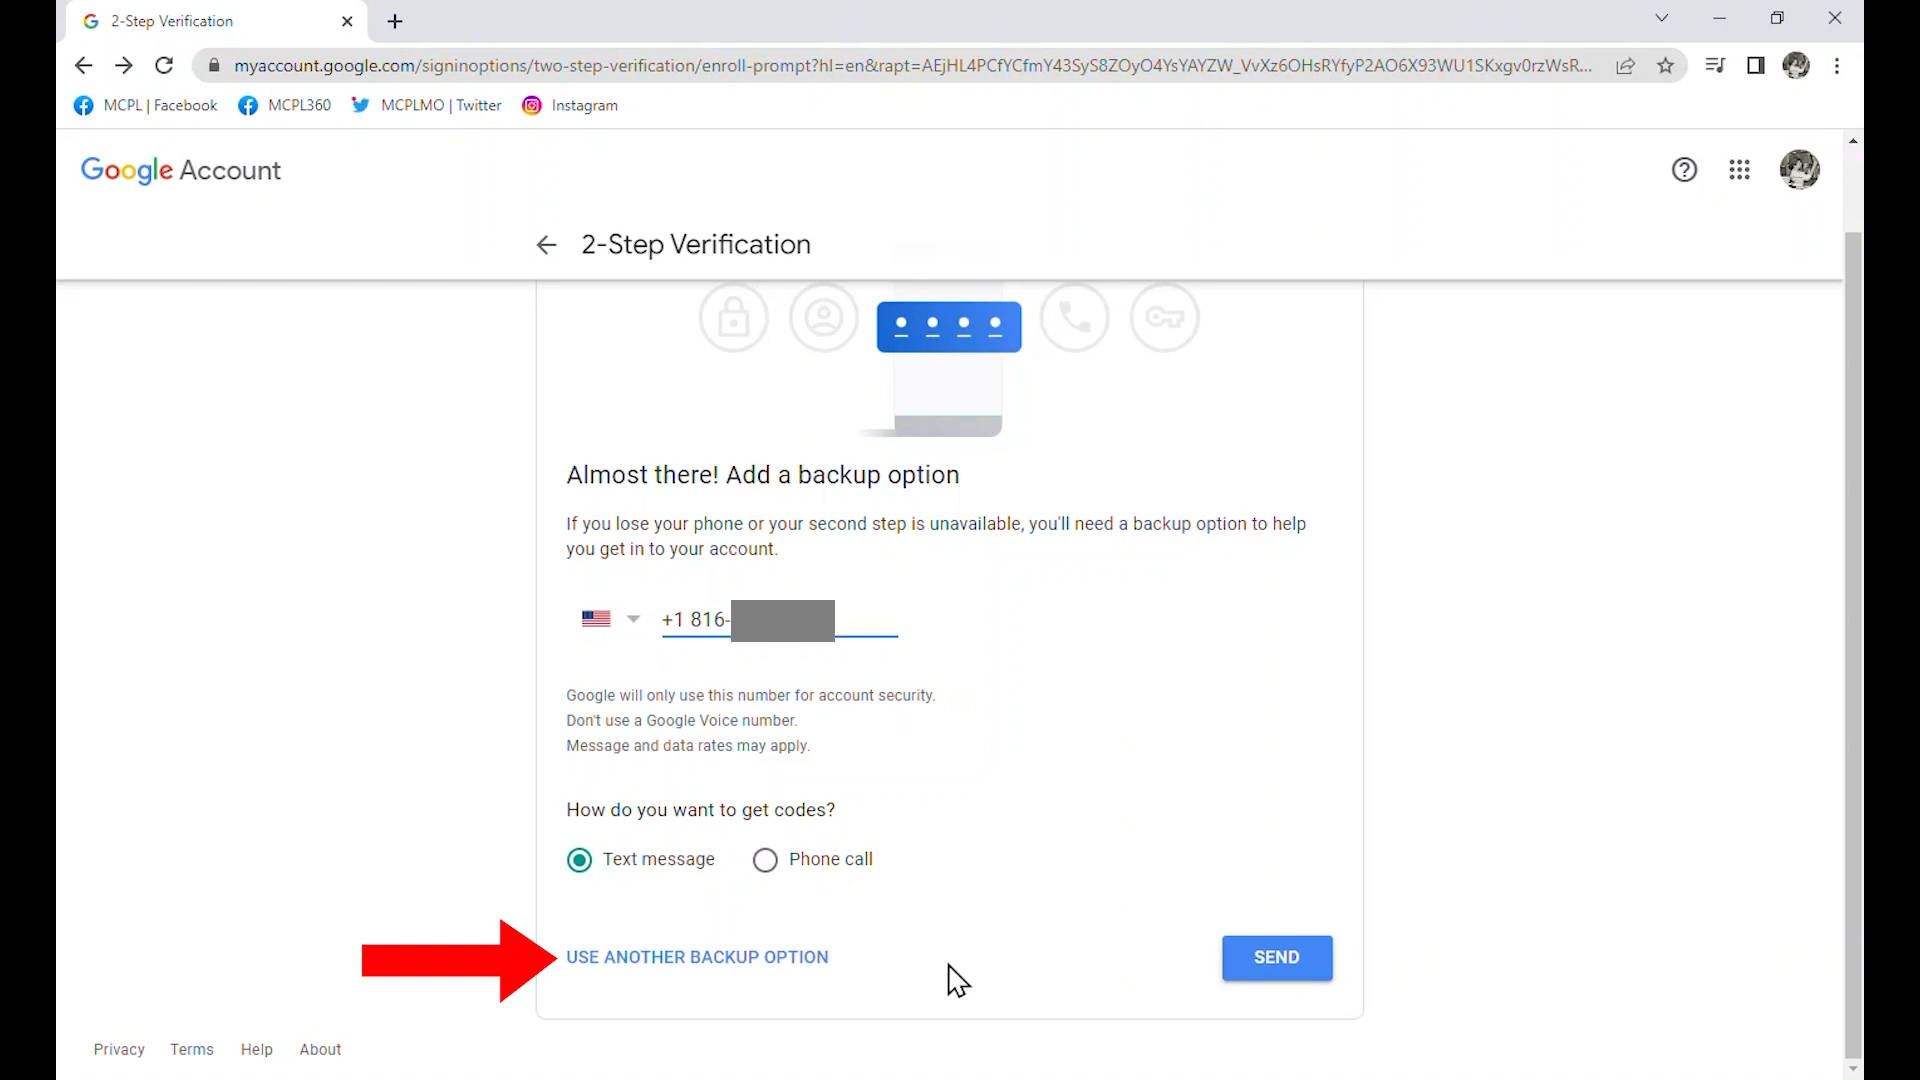 2-Step Verification
myaccount.google.com/signinoptions/two-step-verification/enroll-prompt?hl=en&rapt=AEjHL4PCfYCfmY43SyS8ZOyO4YsYAYZW_VvXz6OHsRYfyP2AO6X93WU1SKxgv0rzWsR...
MCPL | Facebook MCPL360 MCPLMO | Twitter Instagram
Google Account
2-Step Verification
Almost there! Add a backup option
If you lose your phone or your second step is unavailable, you'll need a backup option to help
you get in to your account.
+1 816-
Google will only use this number for account security.
Don't use a Google Voice number.
Message and data rates may apply.
How do you want to get codes?
Text message Phone call
USE ANOTHER BACKUP OPTION SEND
Privacy Terms Help About